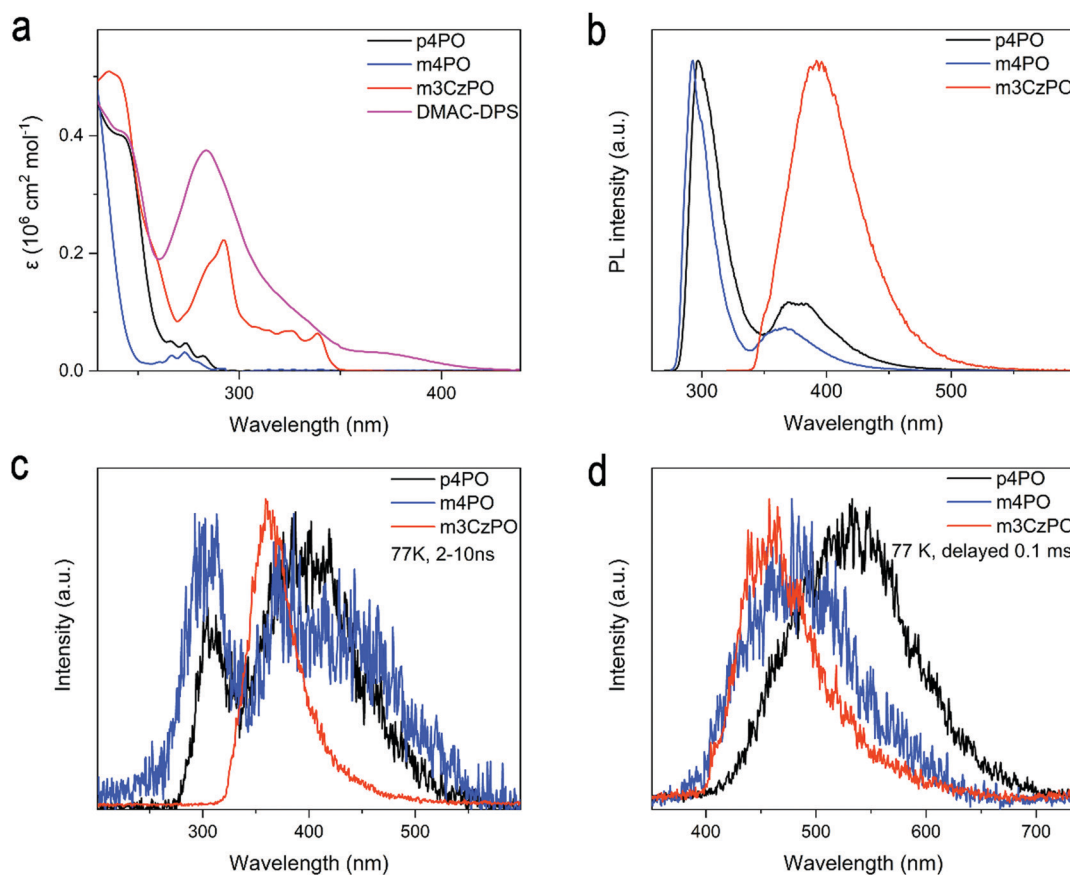 a
p4PO
m4PO
m3CzPO
DMAC-DPS
ε (10⁶ cm² mol⁻¹)
0.4
0.2
0.0
300
400
Wavelength (nm)
b
p4PO
m4PO
m3CzPO
PL intensity (a.u.)
300
400
500
Wavelength (nm)
c
p4PO
m4PO
m3CzPO
77K, 2-10ns
Intensity (a.u.)
300
400
500
Wavelength (nm)
d
p4PO
m4PO
m3CzPO
77 K, delayed 0.1 ms
Intensity (a.u.)
400
500
600
700
Wavelength (nm)